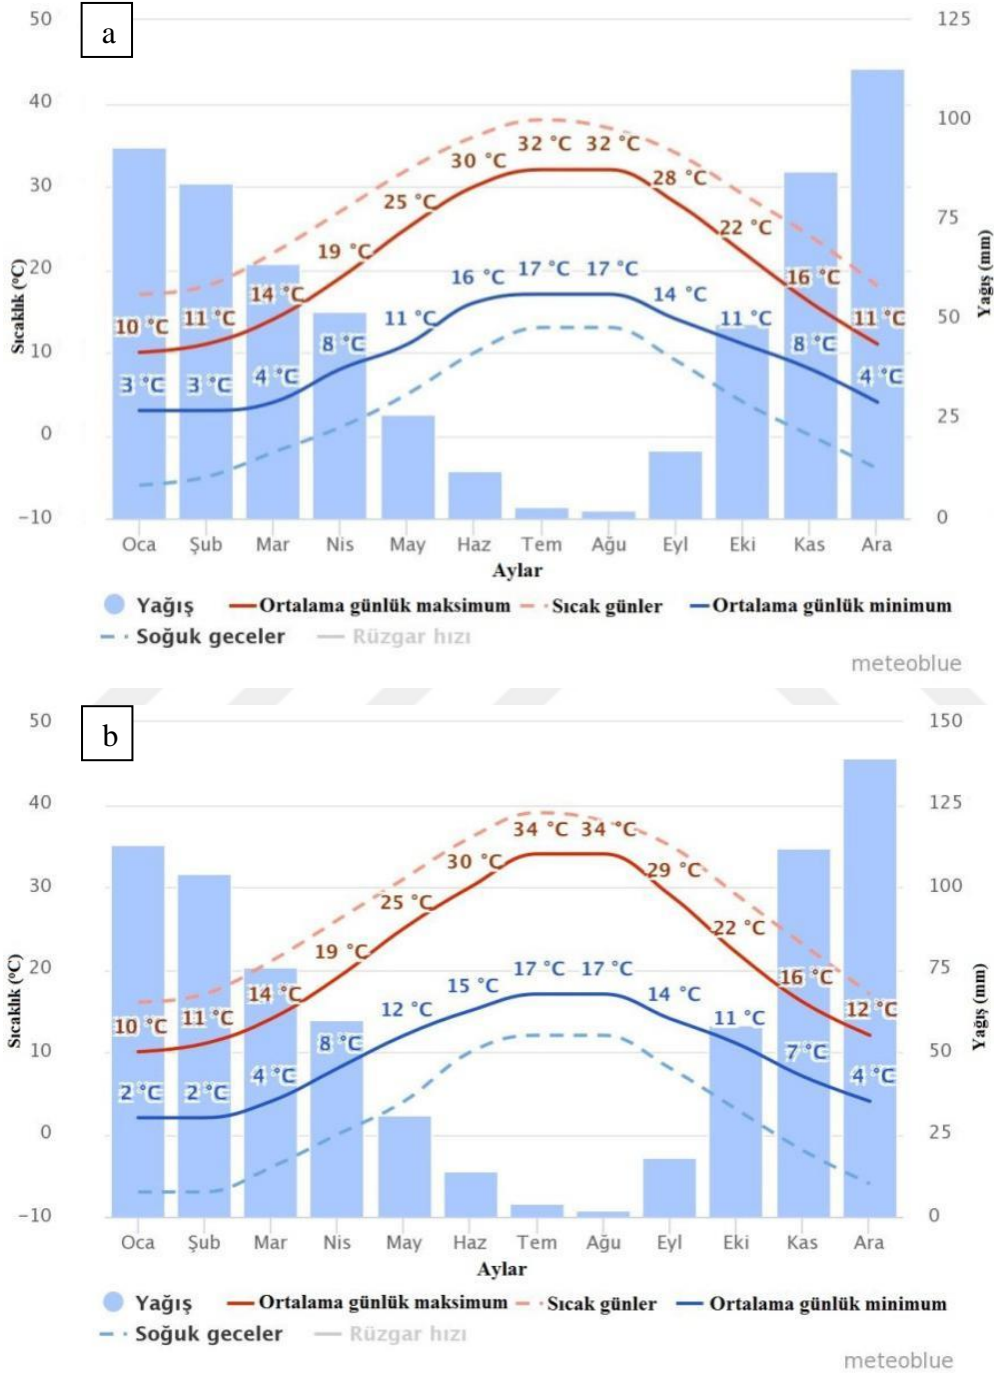 a
50
40
30
20
10
0
−10
Sıcaklık (°C)
125
100
75
50
25
0
Yağış (mm)
32 °C 32 °C
30 °C
28 °C
25 °C
22 °C
19 °C
16 °C
14 °C
10 °C 11 °C
11 °C
17 °C 17 °C
16 °C
14 °C
11 °C
11 °C
8 °C
8 °C
3 °C 3 °C 4 °C
4 °C
Oca Şub Mar Nis May Haz Tem Ağu Eyl Eki Kas Ara
Aylar
Yağış Ortalama günlük maksimum Sıcak günler Ortalama günlük minimum
Soğuk geceler Rüzgar hızı
meteoblue
b
50
40
30
20
10
0
−10
Sıcaklık (°C)
150
125
100
75
50
25
0
Yağış (mm)
34 °C 34 °C
30 °C
29 °C
25 °C
22 °C
19 °C
16 °C
14 °C
10 °C 11 °C
12 °C
17 °C 17 °C
15 °C
14 °C
12 °C
11 °C
8 °C
7 °C
2 °C 2 °C 4 °C
4 °C
Oca Şub Mar Nis May Haz Tem Ağu Eyl Eki Kas Ara
Aylar
Yağış Ortalama günlük maksimum Sıcak günler Ortalama günlük minimum
Soğuk geceler Rüzgar hızı
meteoblue